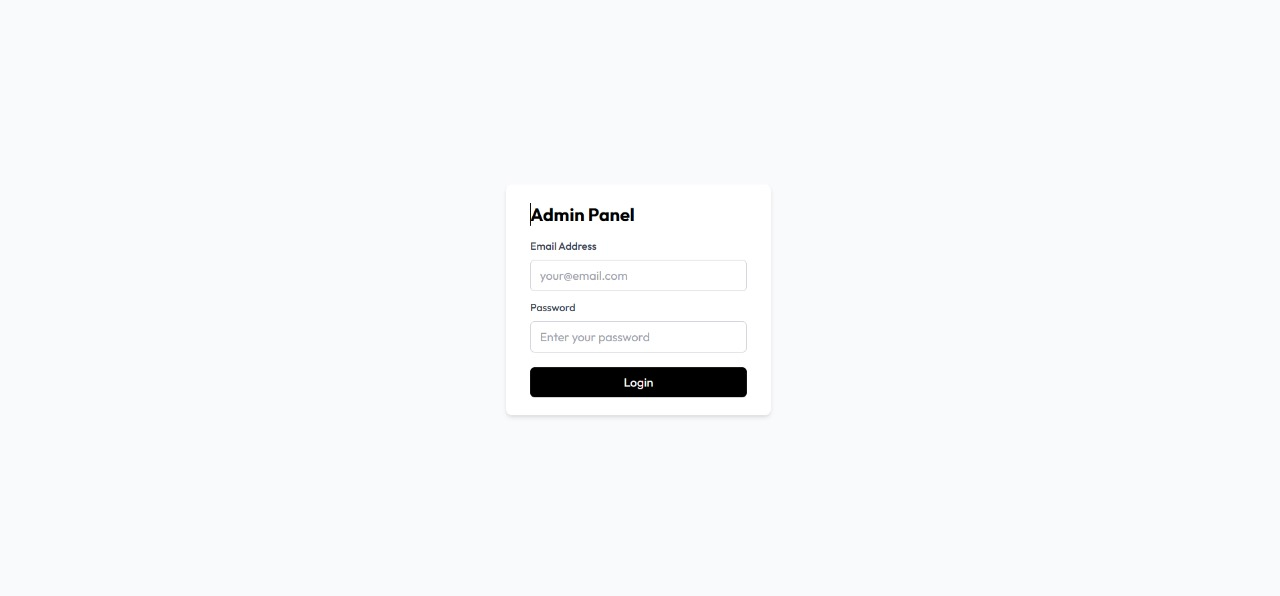 Admin Panel
Email Address
your@email.com
Password
Enter your password
Login